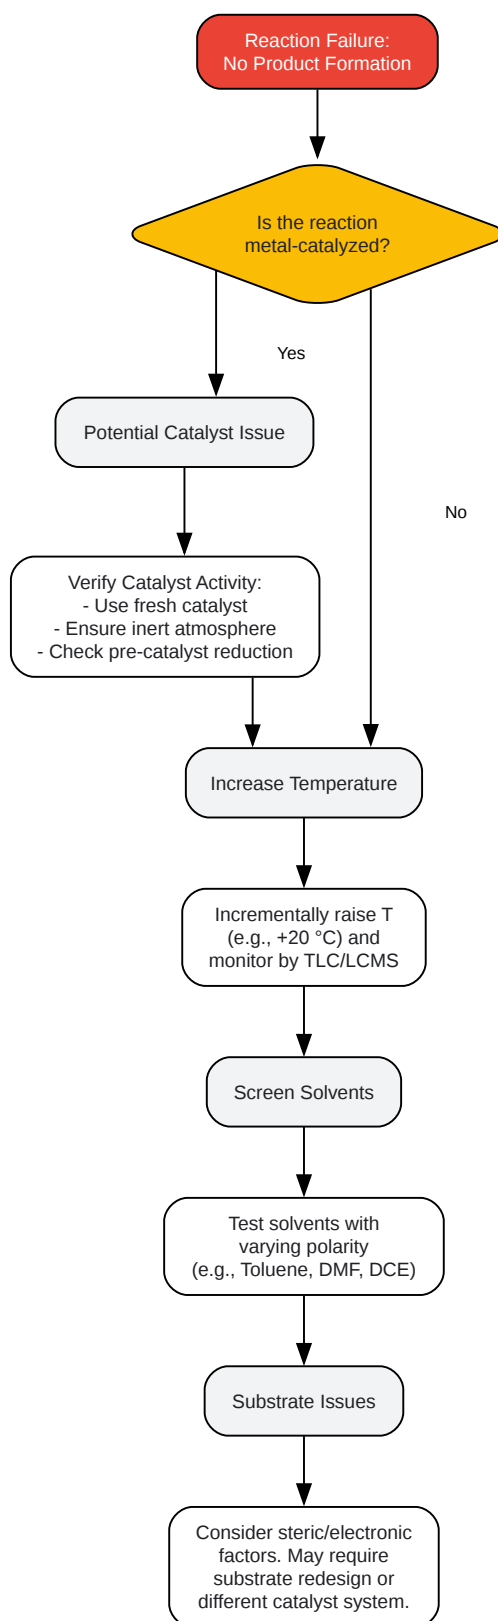 Reaction Failure:
No Product Formation
Is the reaction
metal-catalyzed?
Yes
Potential Catalyst Issue
No
Verify Catalyst Activity:
- Use fresh catalyst
- Ensure inert atmosphere
- Check pre-catalyst reduction
Increase Temperature
Incrementally raise T
(e.g., +20 °C) and
monitor by TLC/LCMS
Screen Solvents
Test solvents with
varying polarity
(e.g., Toluene, DMF, DCE)
Substrate Issues
Consider steric/electronic
factors. May require
substrate redesign or
different catalyst system.